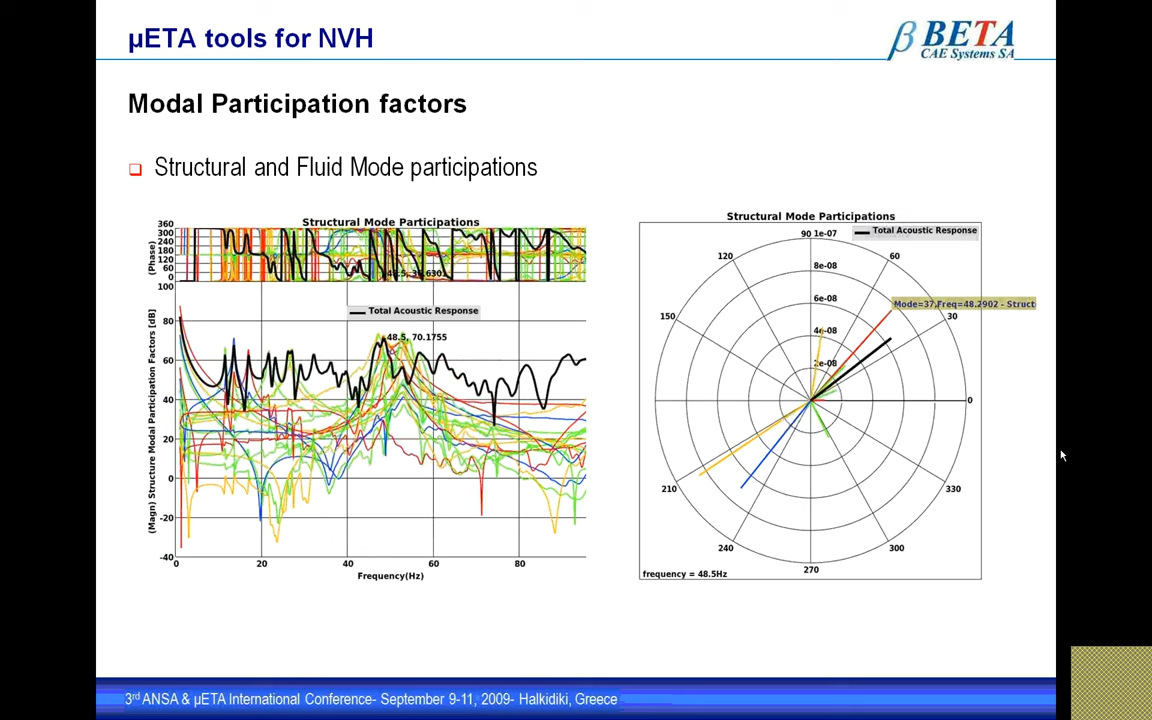 µETA tools for NVH
β BETA
CAE Systems SA
Modal Participation factors
Structural and Fluid Mode participations
Structural Mode Participations
360
300
240
180
120
60
0
(Phase)
100
80
60
40
20
0
-20
-40
(Magn) Structure Modal Participation Factors [dB]
Total Acoustic Response
48.5, 70.1755
0 20 40 60 80
Frequency(Hz)
Structural Mode Participations
Total Acoustic Response
90 1e-07
8e-08
6e-08
4e-08
2e-08
120
60
Mode=37,Freq=48.2902 - Struct
150
30
0
210
330
240
300
270
frequency = 48.5Hz
3rd ANSA & µETA International Conference- September 9-11, 2009- Halkidiki, Greece